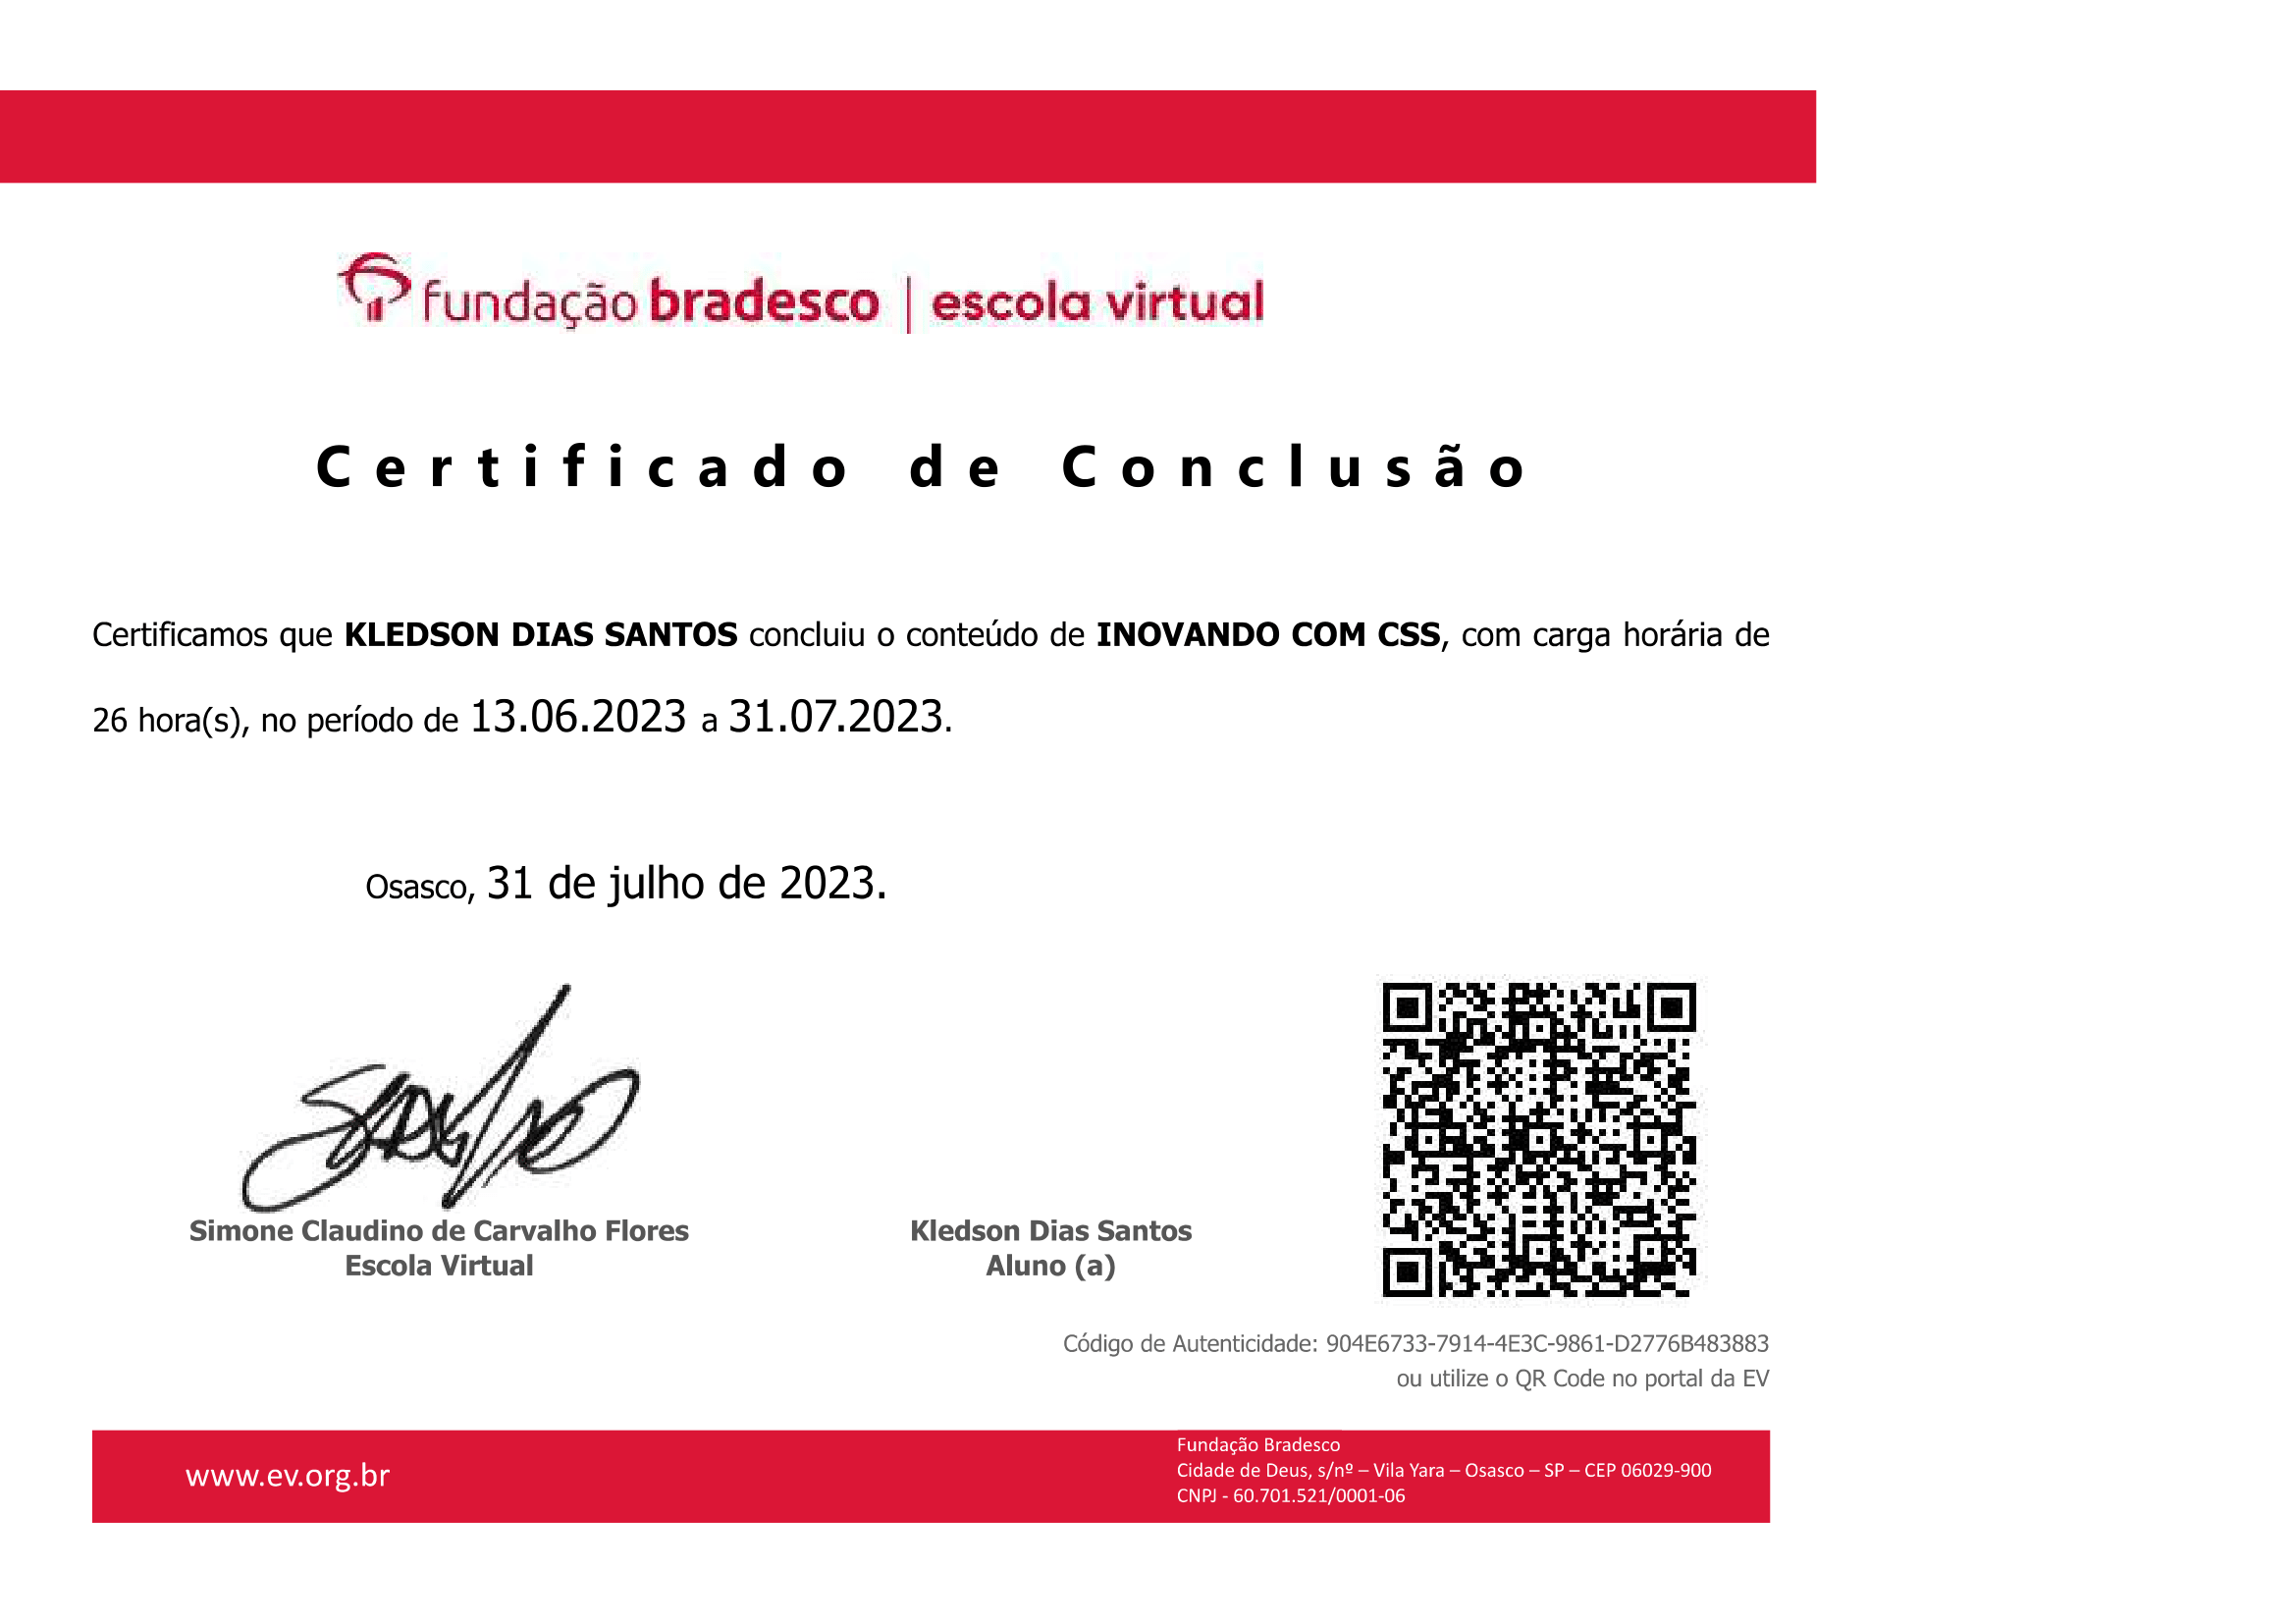 fundação bradesco | escola virtual
Certificado de Conclusão
Certificamos que KLEDSON DIAS SANTOS concluiu o conteúdo de INOVANDO COM CSS, com carga horária de
26 hora(s), no período de 13.06.2023 a 31.07.2023.
Osasco, 31 de julho de 2023.
Simone Claudino de Carvalho Flores
Escola Virtual
Kledson Dias Santos
Aluno (a)
Código de Autenticidade: 904E6733-7914-4E3C-9861-D2776B483883
ou utilize o QR Code no portal da EV
www.ev.org.br
Fundação Bradesco
Cidade de Deus, s/nº – Vila Yara – Osasco – SP – CEP 06029-900
CNPJ - 60.701.521/0001-06